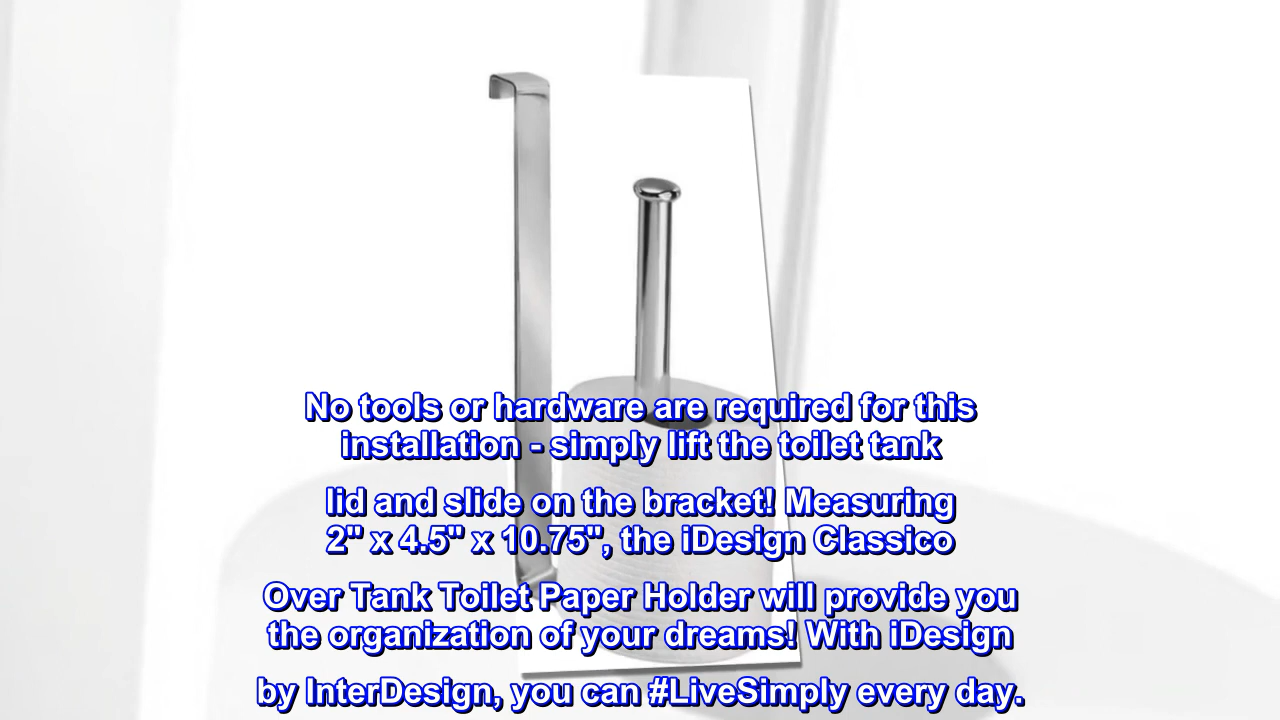 No tools or hardware are required for this
installation - simply lift the toilet tank
lid and slide on the bracket! Measuring
2" x 4.5" x 10.75", the iDesign Classico
Over Tank Toilet Paper Holder will provide you
the organization of your dreams! With iDesign
by InterDesign, you can #LiveSimply every day.